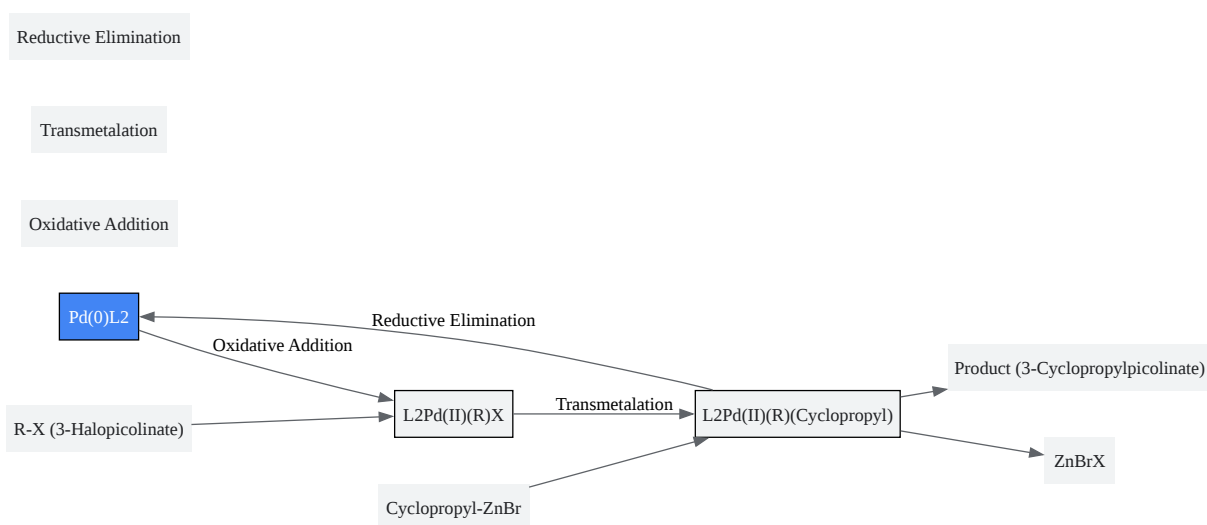 Reductive Elimination
Transmetalation
Oxidative Addition
Pd(0)L2
Reductive Elimination
Oxidative Addition
R-X (3-Halopicolinate)
L2Pd(II)(R)X
Transmetalation
L2Pd(II)(R)(Cyclopropyl)
Product (3-Cyclopropylpicolinate)
ZnBrX
Cyclopropyl-ZnBr